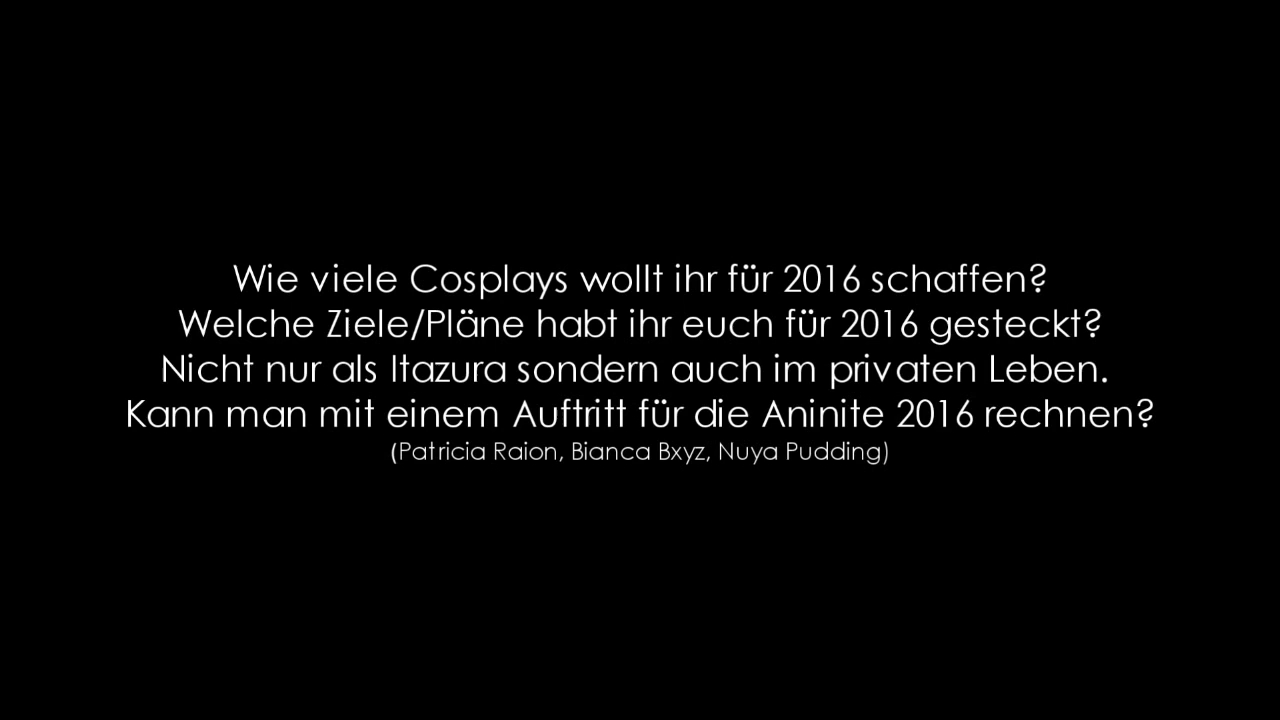 Wie viele Cosplays wollt ihr für 2016 schaffen?
Welche Ziele/Pläne habt ihr euch für 2016 gesteckt?
Nicht nur als Itazura sondern auch im privaten Leben.
Kann man mit einem Auftritt für die Aninite 2016 rechnen?
(Patricia Raion, Bianca Bxyz, Nuya Pudding)